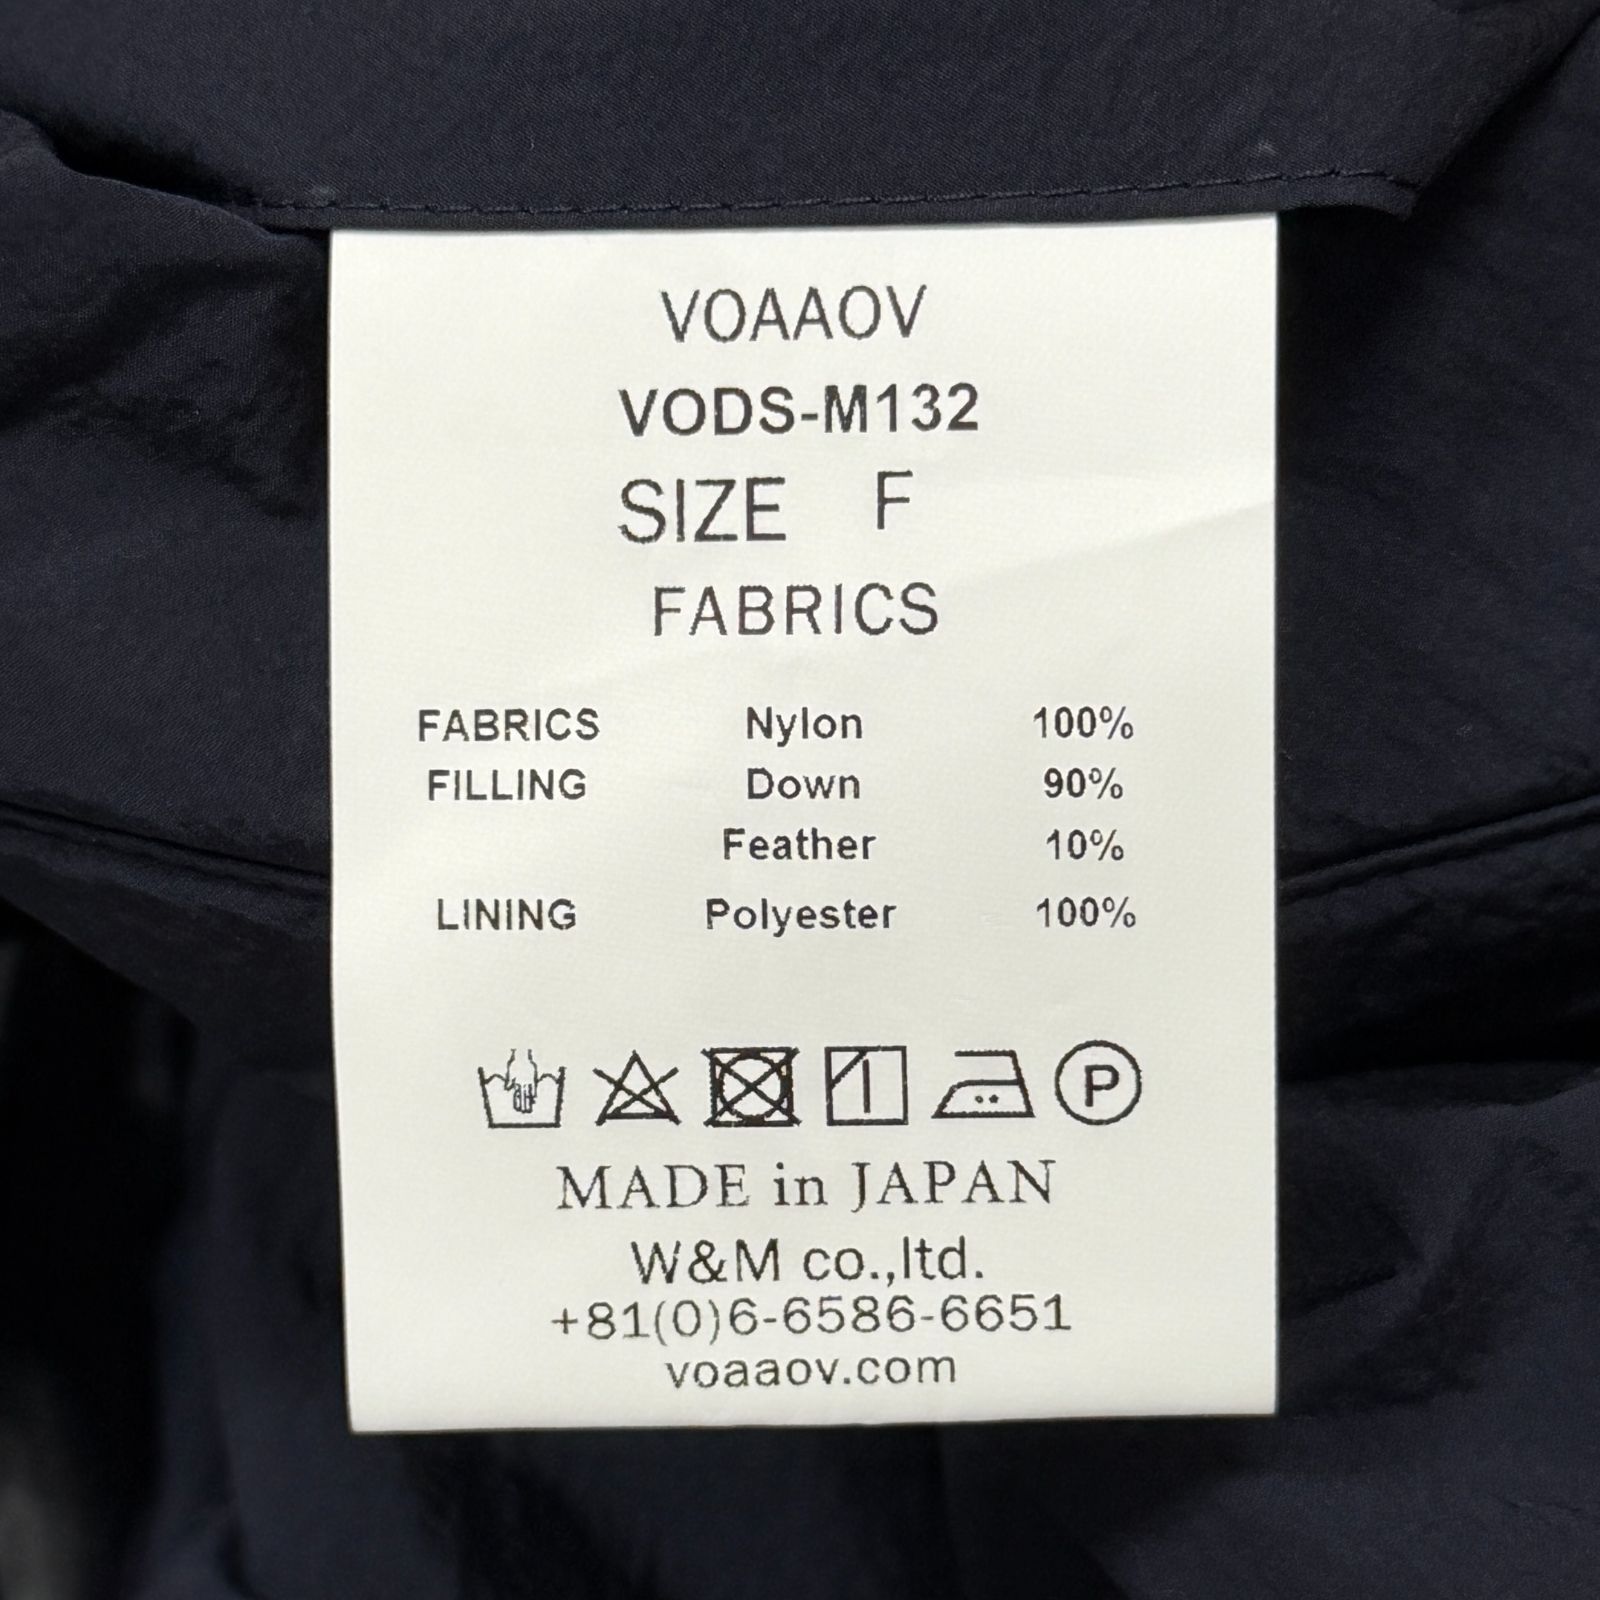 VOAAOV
VODS-M132
SIZE F
FABRICS
FABRICS Nylon 100%
FILLING Down 90%
Feather 10%
LINING Polyester 100%
P
MADE in JAPAN
W&M co.,ltd.
+81(0)6-6586-6651
voaaov.com